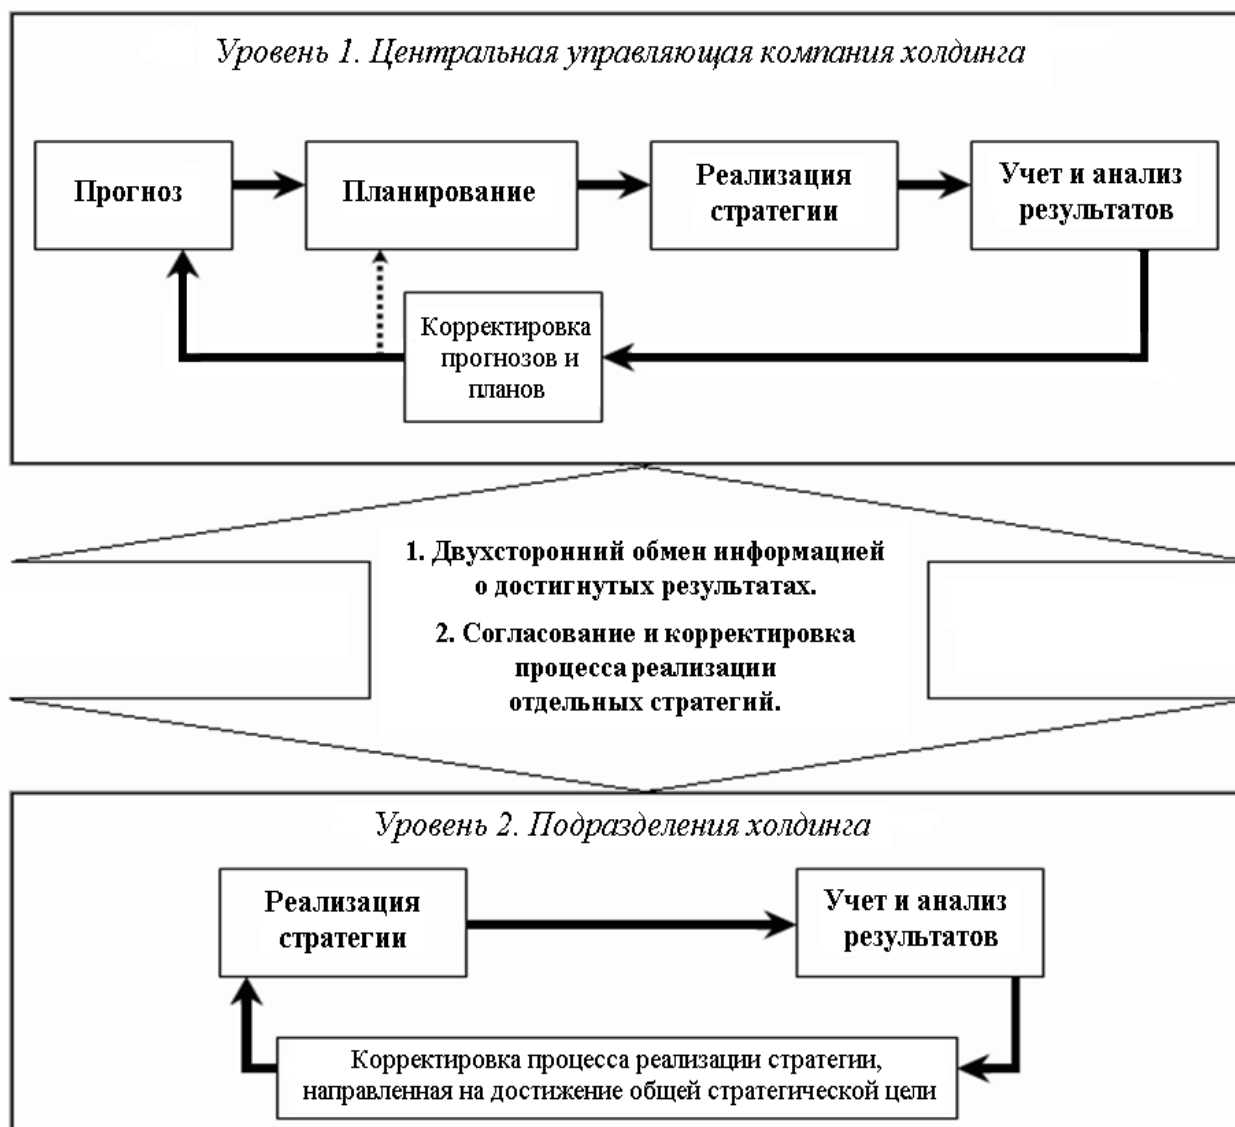 Уровень 1. Центральная управляющая компания холдинга
Прогноз
Планирование
Реализация
стратегии
Учет и анализ
результатов
Корректировка
прогнозов и
планов
1. Двухсторонний обмен информацией
о достигнутых результатах.
2. Согласование и корректировка
процесса реализации
отдельных стратегий.
Уровень 2. Подразделения холдинга
Реализация
стратегии
Учет и анализ
результатов
Корректировка процесса реализации стратегии,
направленная на достижение общей стратегической цели